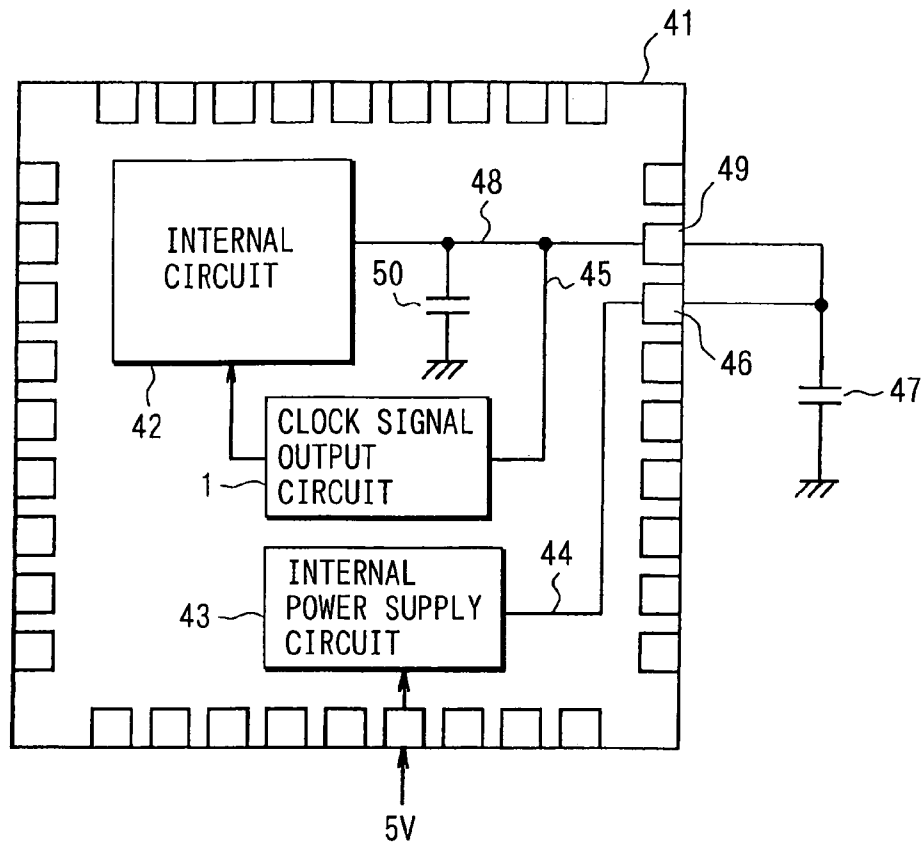 41
49
48
INTERNAL
CIRCUIT
50
45
46
47
42
CLOCK SIGNAL
OUTPUT
CIRCUIT
1
INTERNAL
POWER SUPPLY
CIRCUIT
44
43
5V